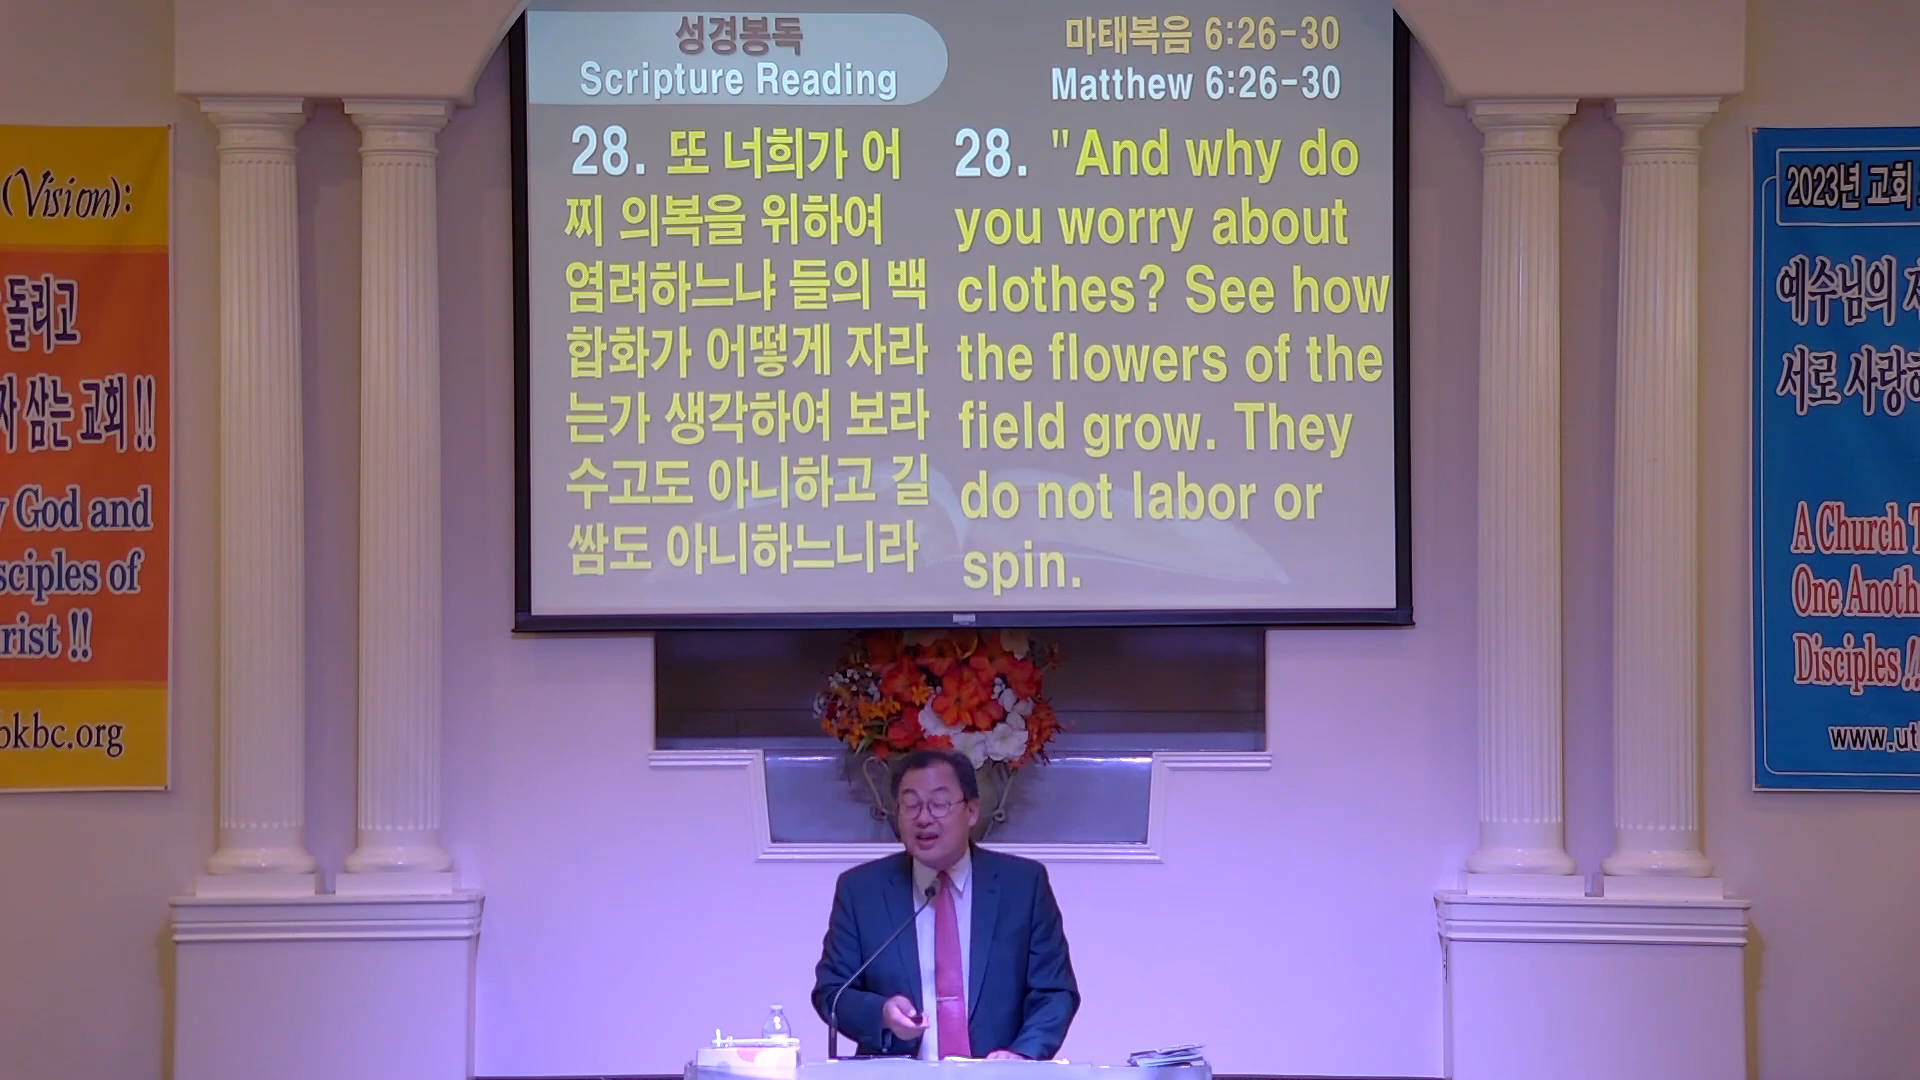 성경봉독
Scripture Reading
마태복음 6:26-30
Matthew 6:26-30
28. 또 너희가 어
찌 의복을 위하여
염려하느냐 들의 백
합화가 어떻게 자라
는가 생각하여 보라
수고도 아니하고 길
쌈도 아니하느니라
28. "And why do
you worry about
clothes? See how
the flowers of the
field grow. They
do not labor or
spin.
(Vision):
돌리고
삼는 교회 !!
God and
sciples of
rist !!
bkbc.org
2023년 교회
예수님의
서로 사랑하
A Church T
One Anoth
Disciples !!
www.ut